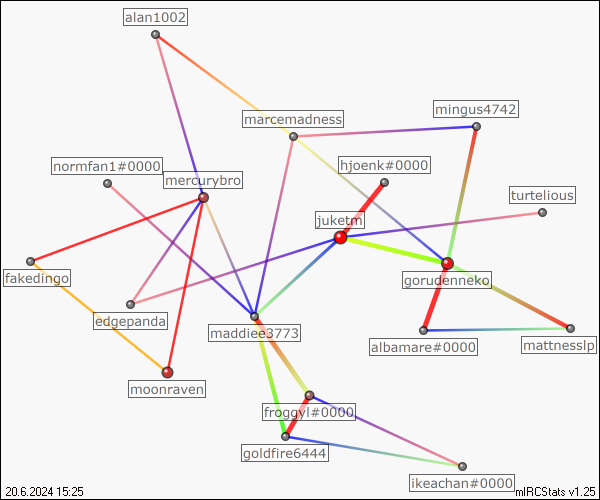 alan1002
marcemadness
mingus4742
normfan1#0000
hjoenk#0000
mercurybro
turtelious
juketm
fakedingo
gorudenneko
edgepanda
maddiee3773
albamare#0000
mattnesslp
moonraven
froggyl#0000
goldfire6444
ikeachan#0000
20.6.2024 15:25
mIRCStats v1.25